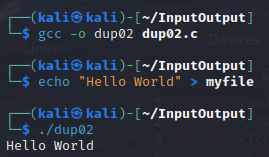 ┌──(kali㉿kali)-[~/InputOutput]
└─$ gcc -o dup02 dup02.c
┌──(kali㉿kali)-[~/InputOutput]
└─$ echo "Hello World" > myfile
┌──(kali㉿kali)-[~/InputOutput]
└─$ ./dup02
Hello World